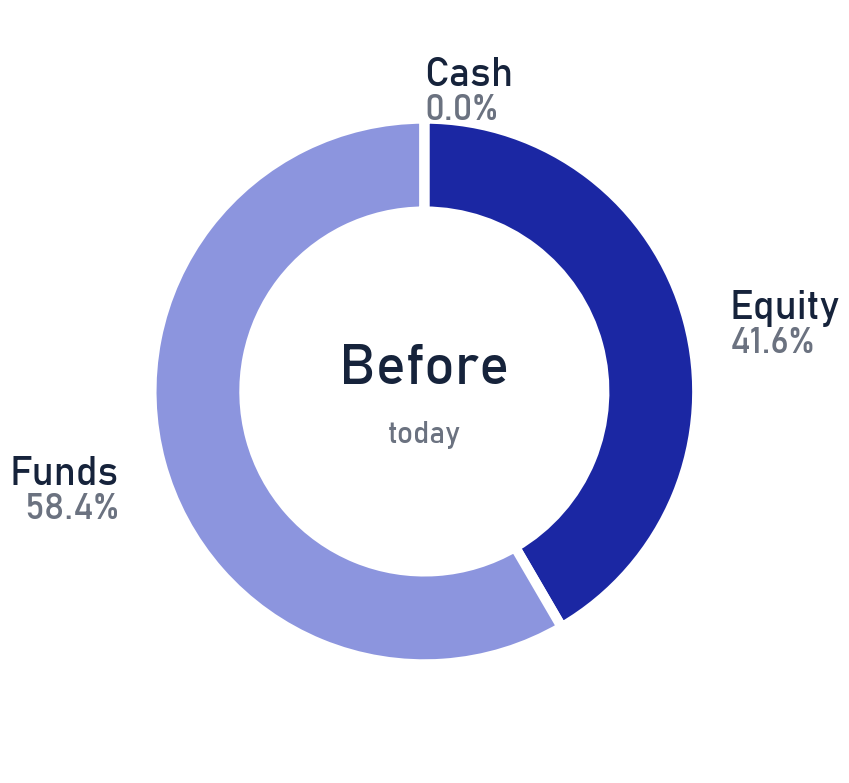 Cash
0.0%
Equity
41.6%
Before
today
Funds
58.4%